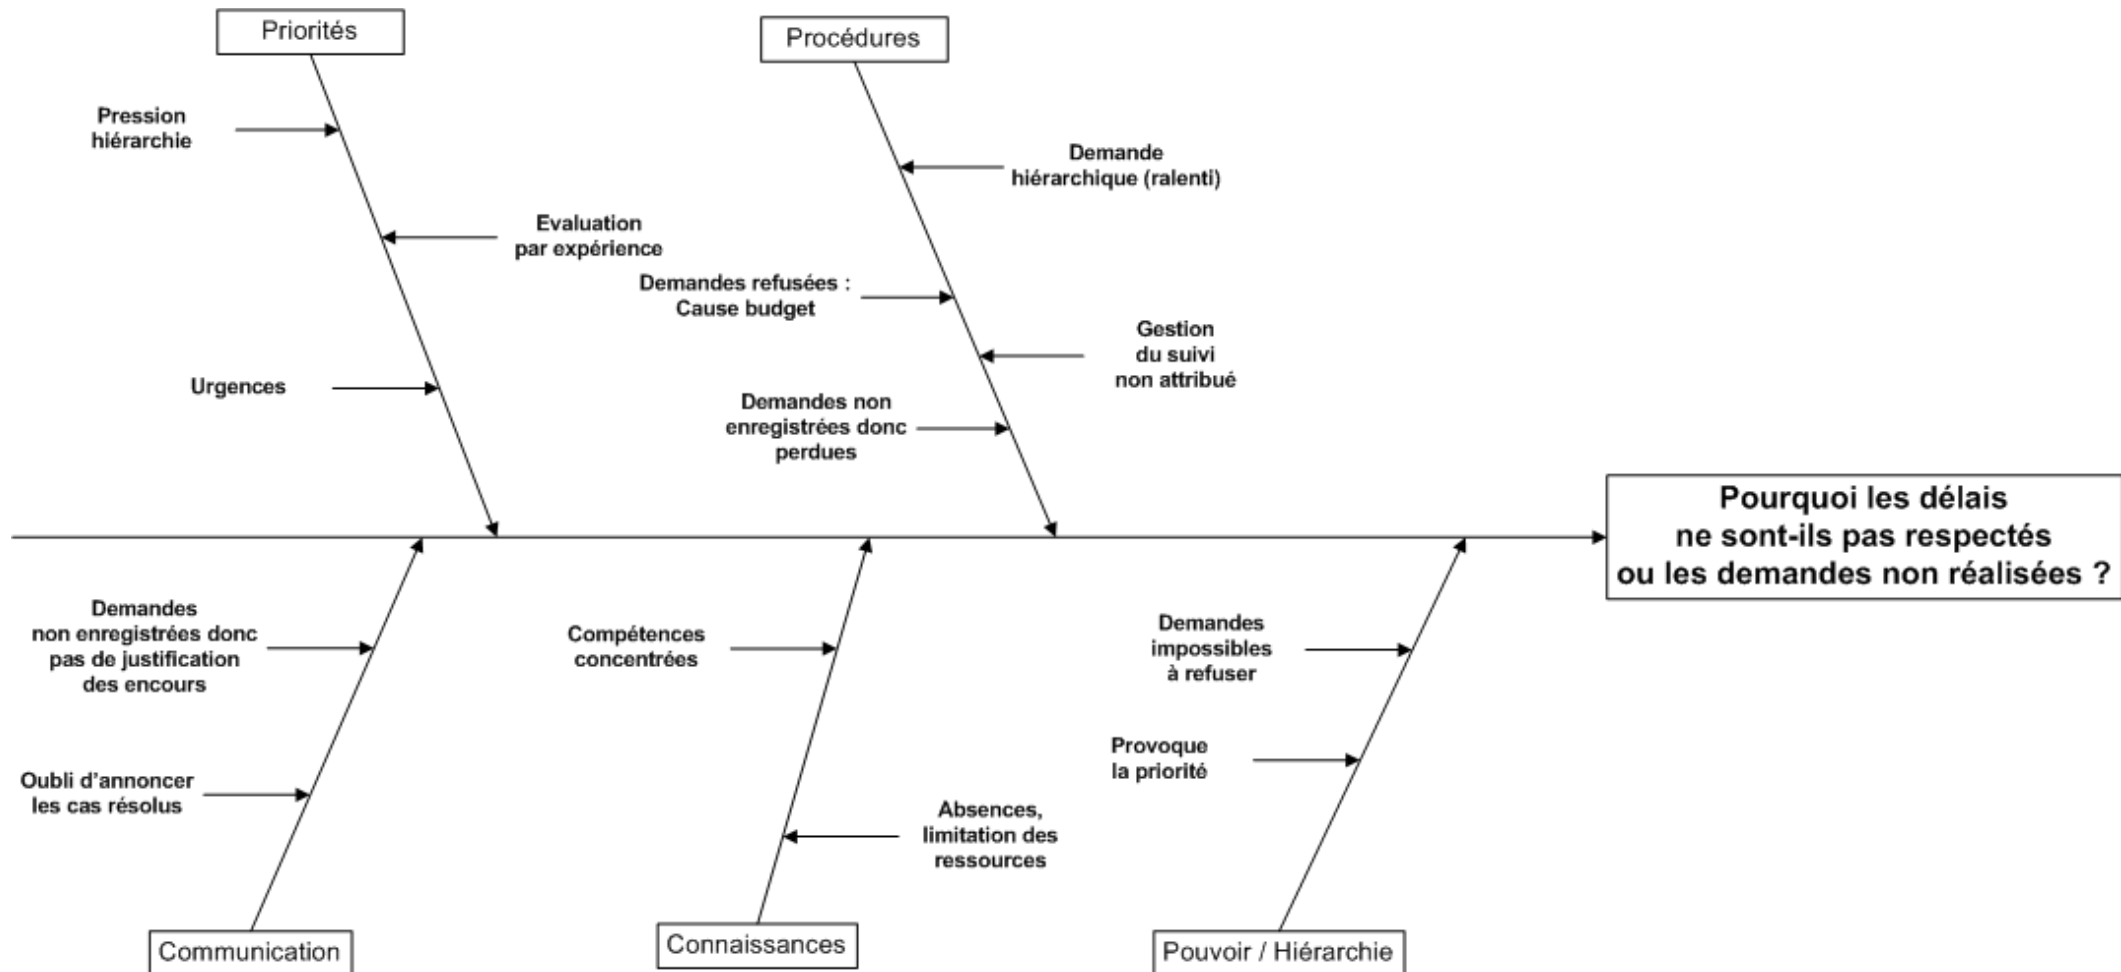 Priorités
Procédures
Pression
hiérarchie
Demande
hiérarchique (ralenti)
Evaluation
par expérience
Demandes refusées :
Cause budget
Gestion
du suivi
non attribué
Urgences
Demandes non
enregistrées donc
perdues
Pourquoi les délais
ne sont-ils pas respectés
ou les demandes non réalisées ?
Demandes
non enregistrées donc
pas de justification
des encours
Compétences
concentrées
Demandes
impossibles
à refuser
Provoque
la priorité
Oubli d'annoncer
les cas résolus
Absences,
limitation des
ressources
Communication
Connaissances
Pouvoir / Hiérarchie